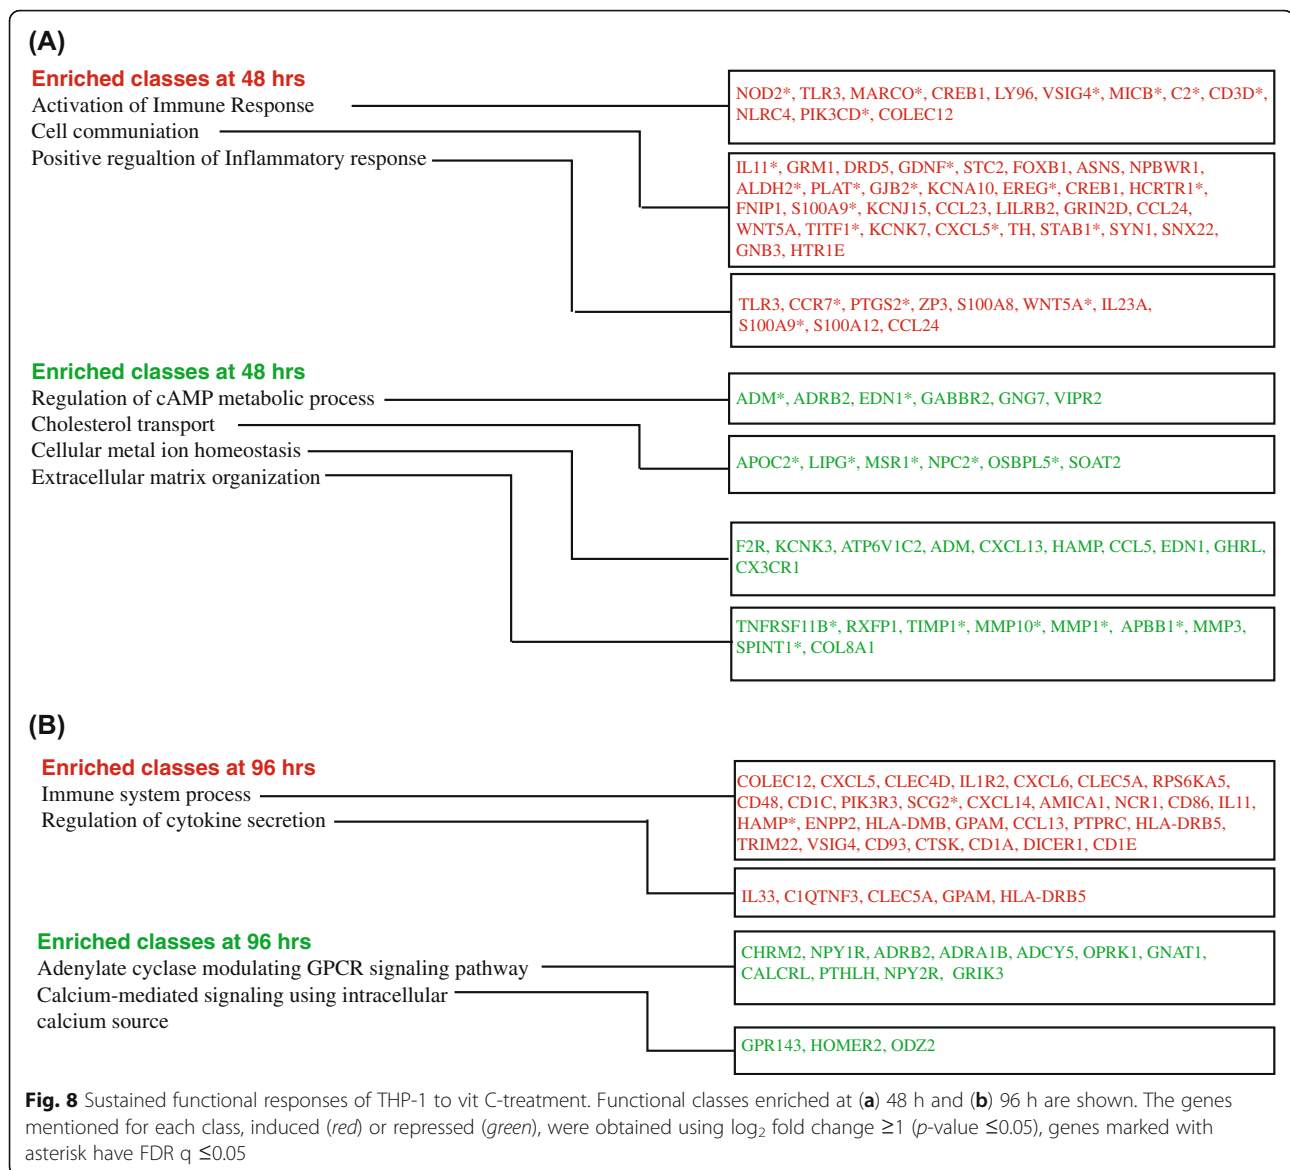 (A)
Enriched classes at 48 hrs
Activation of Immune Response
Cell communiation
Positive regualtion of Inflammatory response
NOD2*, TLR3, MARCO*, CREB1, LY96, VSIG4*, MICB*, C2*, CD3D*,
NLRC4, PIK3CD*, COLEC12
IL11*, GRM1, DRD5, GDNF*, STC2, FOXB1, ASNS, NPBWR1,
ALDH2*, PLAT*, GJB2*, KCNA10, EREG*, CREB1, HCRTR1*,
FNIP1, S100A9*, KCNJ15, CCL23, LILRB2, GRIN2D, CCL24,
WNT5A, TITF1*, KCNK7, CXCL5*, TH, STAB1*, SYN1, SNX22,
GNB3, HTR1E
TLR3, CCR7*, PTGS2*, ZP3, S100A8, WNT5A*, IL23A,
S100A9*, S100A12, CCL24
Enriched classes at 48 hrs
Regulation of cAMP metabolic process
Cholesterol transport
Cellular metal ion homeostasis
Extracellular matrix organization
ADM*, ADRB2, EDN1*, GABBR2, GNG7, VIPR2
APOC2*, LIPG*, MSR1*, NPC2*, OSBPL5*, SOAT2
F2R, KCNK3, ATP6V1C2, ADM, CXCL13, HAMP, CCL5, EDN1, GHRL,
CX3CR1
TNFRSF11B*, RXFP1, TIMP1*, MMP10*, MMP1*, APBB1*, MMP3,
SPINT1*, COL8A1
(B)
Enriched classes at 96 hrs
Immune system process
Regulation of cytokine secretion
COLEC12, CXCL5, CLEC4D, IL1R2, CXCL6, CLEC5A, RPS6KA5,
CD48, CD1C, PIK3R3, SCG2*, CXCL14, AMICA1, NCR1, CD86, IL11,
HAMP*, ENPP2, HLA-DMB, GPAM, CCL13, PTPRC, HLA-DRB5,
TRIM22, VSIG4, CD93, CTSK, CD1A, DICER1, CD1E
IL33, C1QTNF3, CLEC5A, GPAM, HLA-DRB5
Enriched classes at 96 hrs
Adenylate cyclase modulating GPCR signaling pathway
Calcium-mediated signaling using intracellular
calcium source
CHRM2, NPY1R, ADRB2, ADRA1B, ADCY5, OPRK1, GNAT1,
CALCRL, PTHLH, NPY2R, GRIK3
GPR143, HOMER2, ODZ2
Fig. 8 Sustained functional responses of THP-1 to vit C-treatment. Functional classes enriched at (a) 48 h and (b) 96 h are shown. The genes
mentioned for each class, induced (red) or repressed (green), were obtained using log₂ fold change ≥1 (p-value ≤0.05), genes marked with
asterisk have FDR q ≤0.05